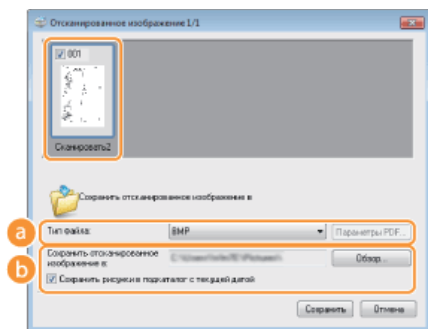 Отсканированное изображение 1/1
001
Сканировать2
Сохранить отсканированное изображение в
a
Тип файла:
BMP
Параметры PDF...
b
Сохранить отсканированное
изображение в:
Обзор...
Сохранить рисунки в подкаталог с текущей датой
Сохранить
Отмена